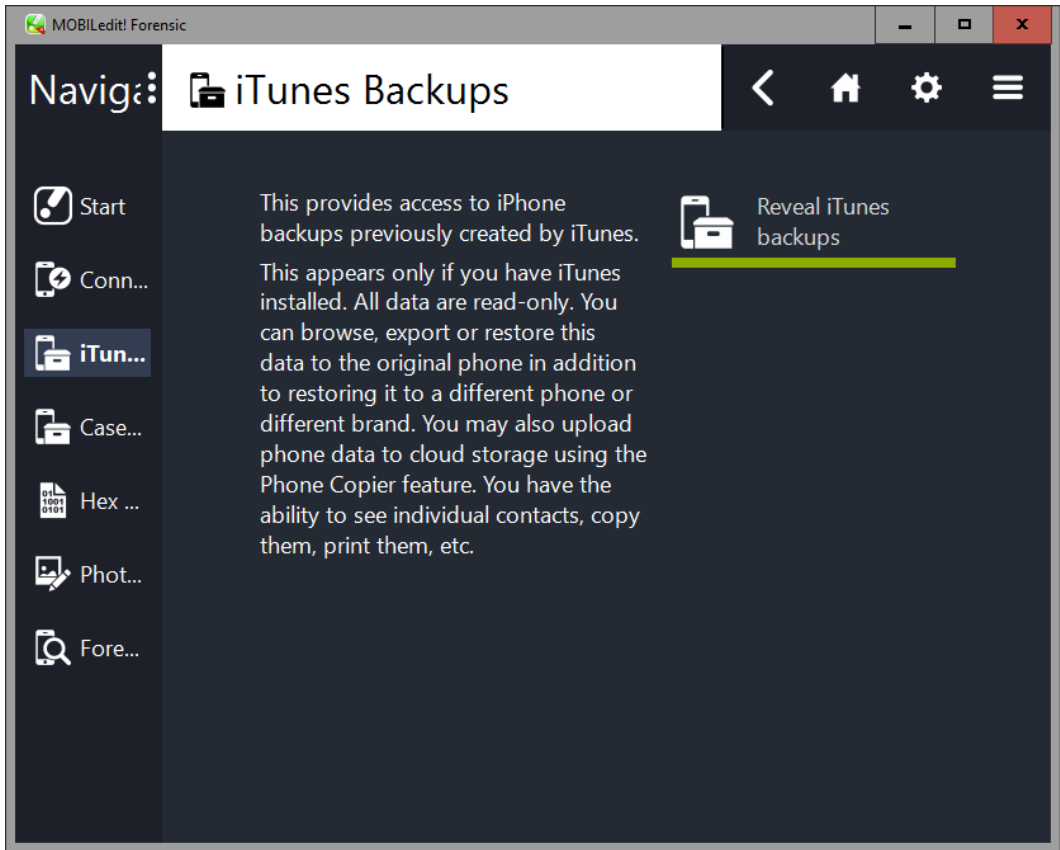 MOBILedit! Forensic
Naviga
iTunes Backups
Start
Conn...
iTun...
Case...
Hex ...
Phot...
Fore...
This provides access to iPhone
backups previously created by iTunes.
This appears only if you have iTunes
installed. All data are read-only. You
can browse, export or restore this
data to the original phone in addition
to restoring it to a different phone or
different brand. You may also upload
phone data to cloud storage using the
Phone Copier feature. You have the
ability to see individual contacts, copy
them, print them, etc.
Reveal iTunes
backups